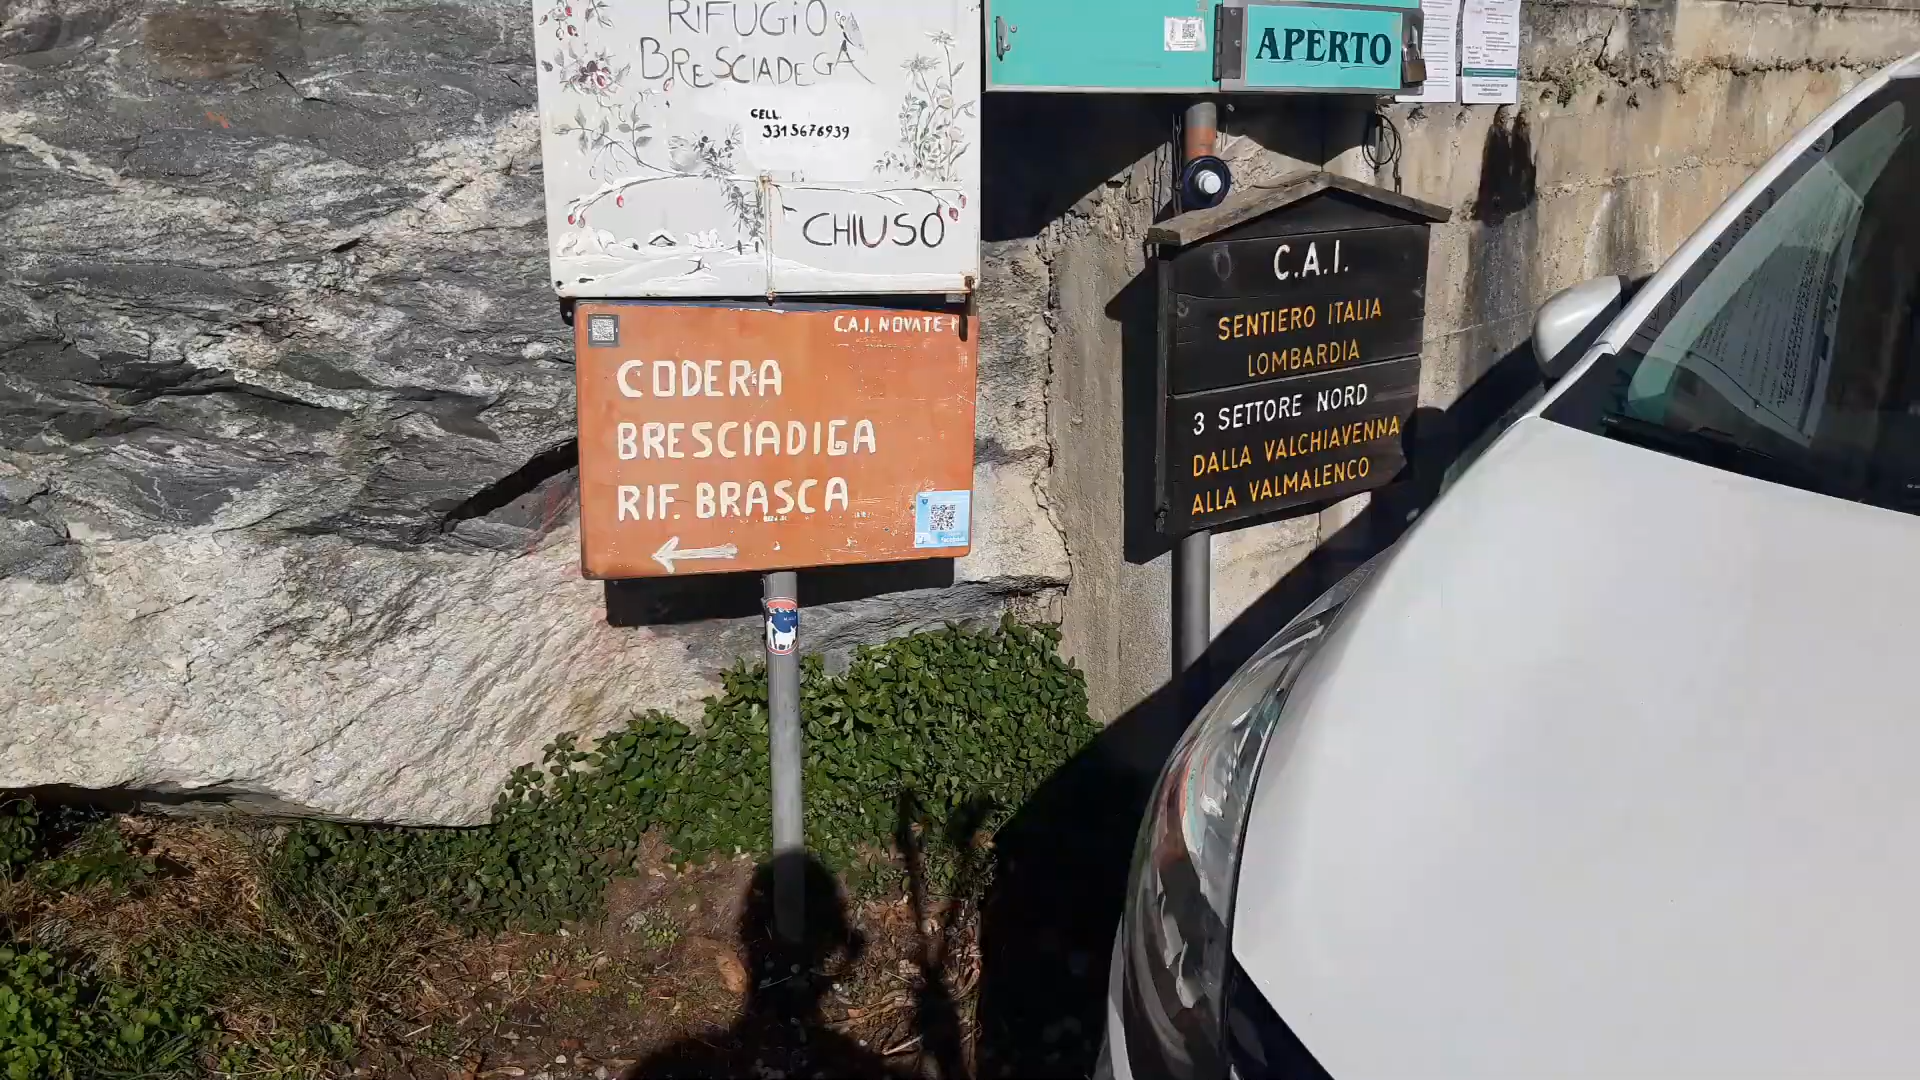 RIFUGIO
BRESCIADEGA
CELL.
3315676939
CHIUSO
APERTO
C.A.I. NOVATE
CODERA
BRESCIADIGA
RIF. BRASCA
C.A.I.
SENTIERO ITALIA
LOMBARDIA
3 SETTORE NORD
DALLA VALCHIAVENNA
ALLA VALMALENCO